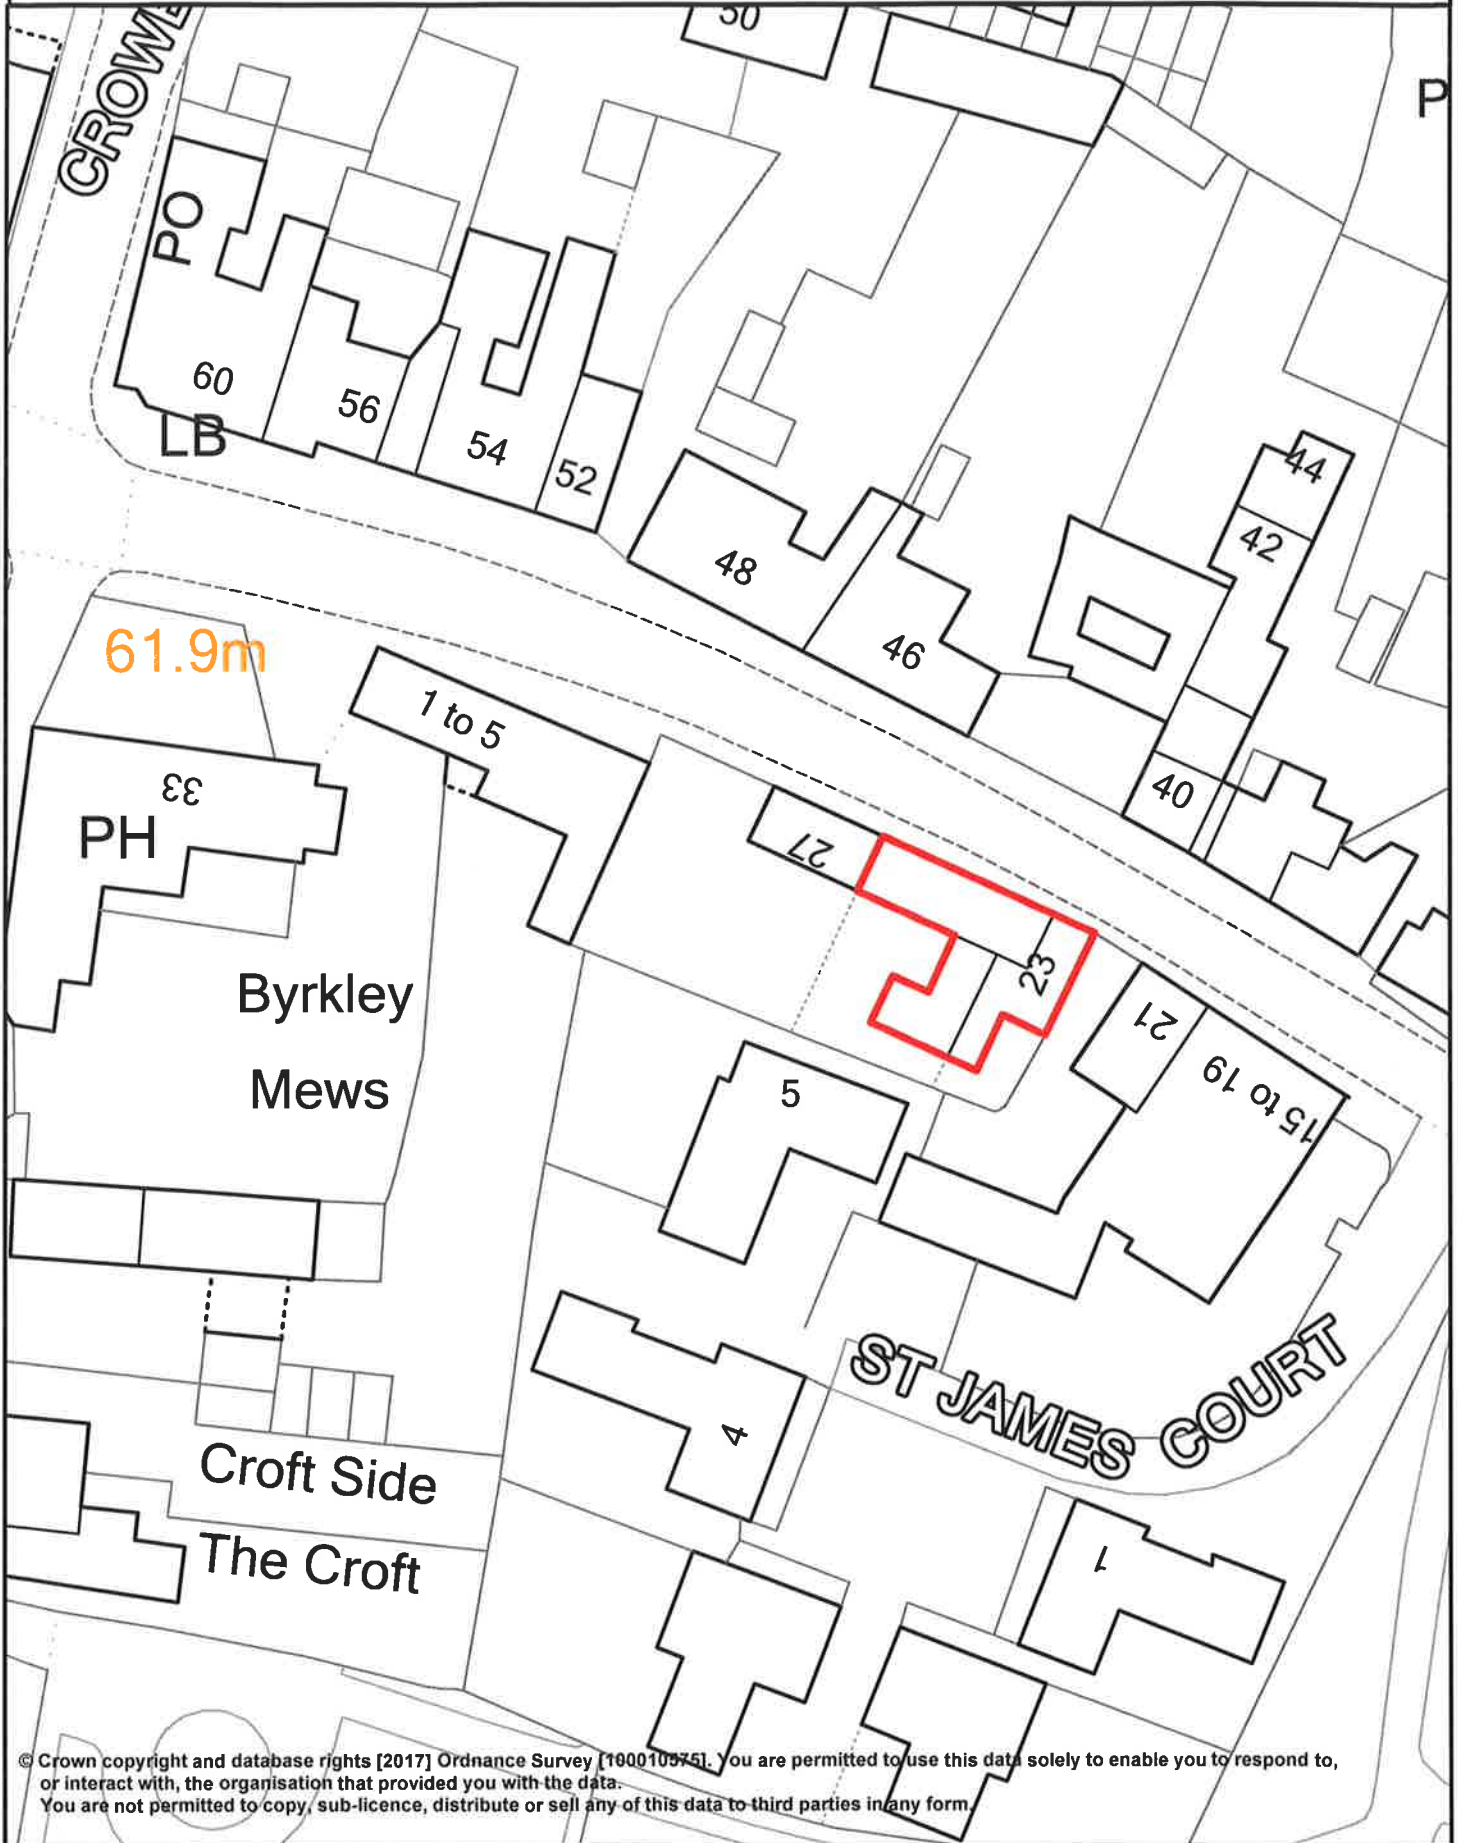 50
P
CROWE
PO
60
LB
56
54
52
48
46
44
42
40
61.9m
1 to 5
33
PH
27
23
21
15 to 19
Byrkley
Mews
5
4
ST JAMES COURT
Croft Side
The Croft
1
© Crown copyright and database rights [2017] Ordnance Survey [100010575]. You are permitted to use this data solely to enable you to respond to,
or interact with, the organisation that provided you with the data.
You are not permitted to copy, sub-licence, distribute or sell any of this data to third parties in any form.